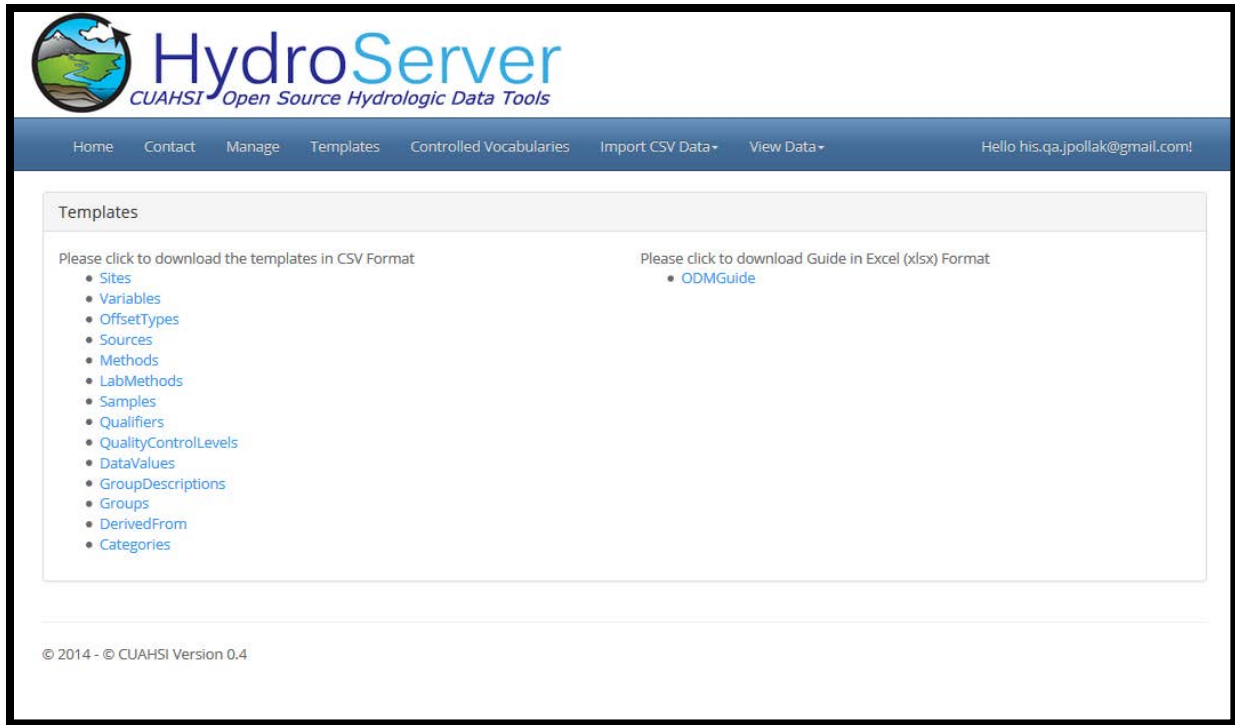 HydroServer
CUAHSI Open Source Hydrologic Data Tools
Home Contact Manage Templates Controlled Vocabularies Import CSV Data View Data Hello his.qa.jpollak@gmail.com!
Templates
Please click to download the templates in CSV Format
Sites
Variables
OffsetTypes
Sources
Methods
LabMethods
Samples
Qualifiers
QualityControlLevels
DataValues
GroupDescriptions
Groups
DerivedFrom
Categories
Please click to download Guide in Excel (xlsx) Format
ODMGuide
© 2014 - © CUAHSI Version 0.4